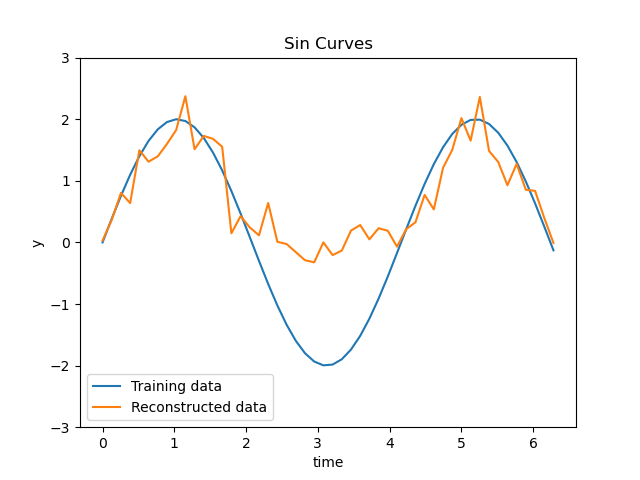 Sin Curves
3
2
1
0
−1
−2
−3
y
Training data
Reconstructed data
0 1 2 3 4 5 6
time